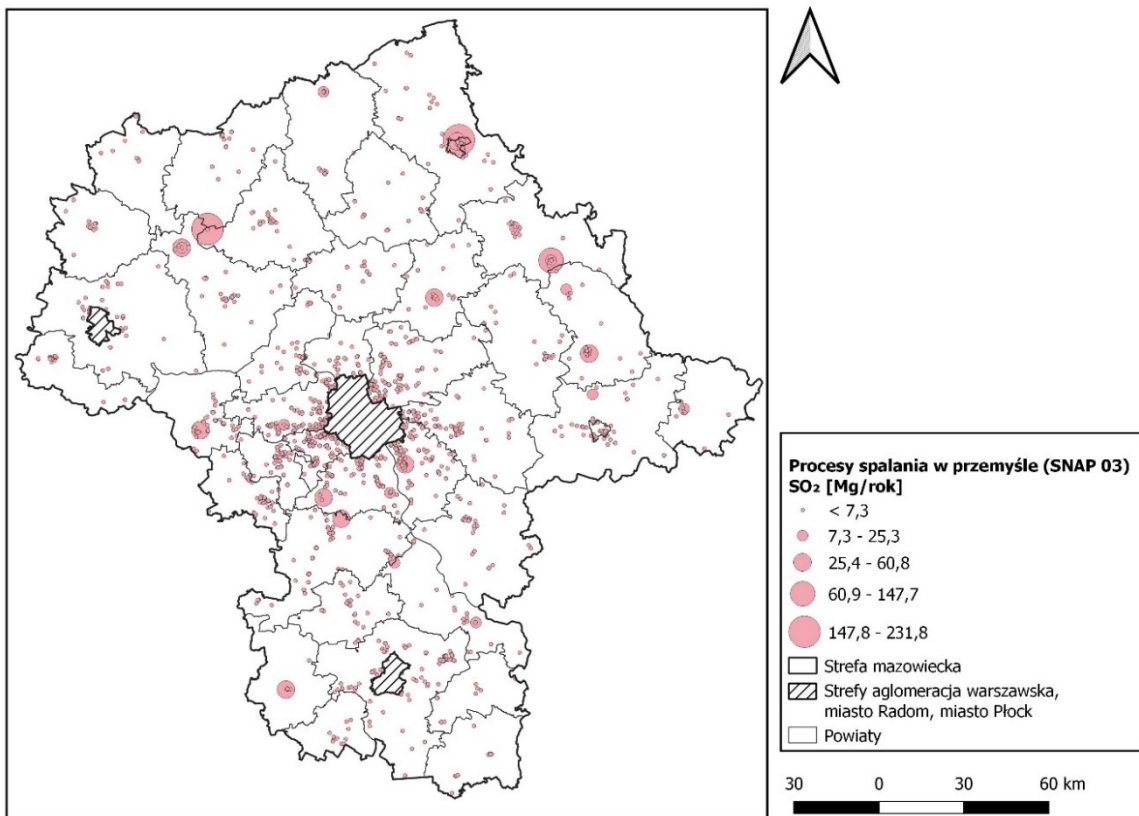 Procesy spalania w przemyśle (SNAP 03)
SO₂ [Mg/rok]
< 7,3
7,3 - 25,3
25,4 - 60,8
60,9 - 147,7
147,8 - 231,8
Strefa mazowiecka
Strefy aglomeracja warszawska,
miasto Radom, miasto Płock
Powiaty
30 0 30 60 km